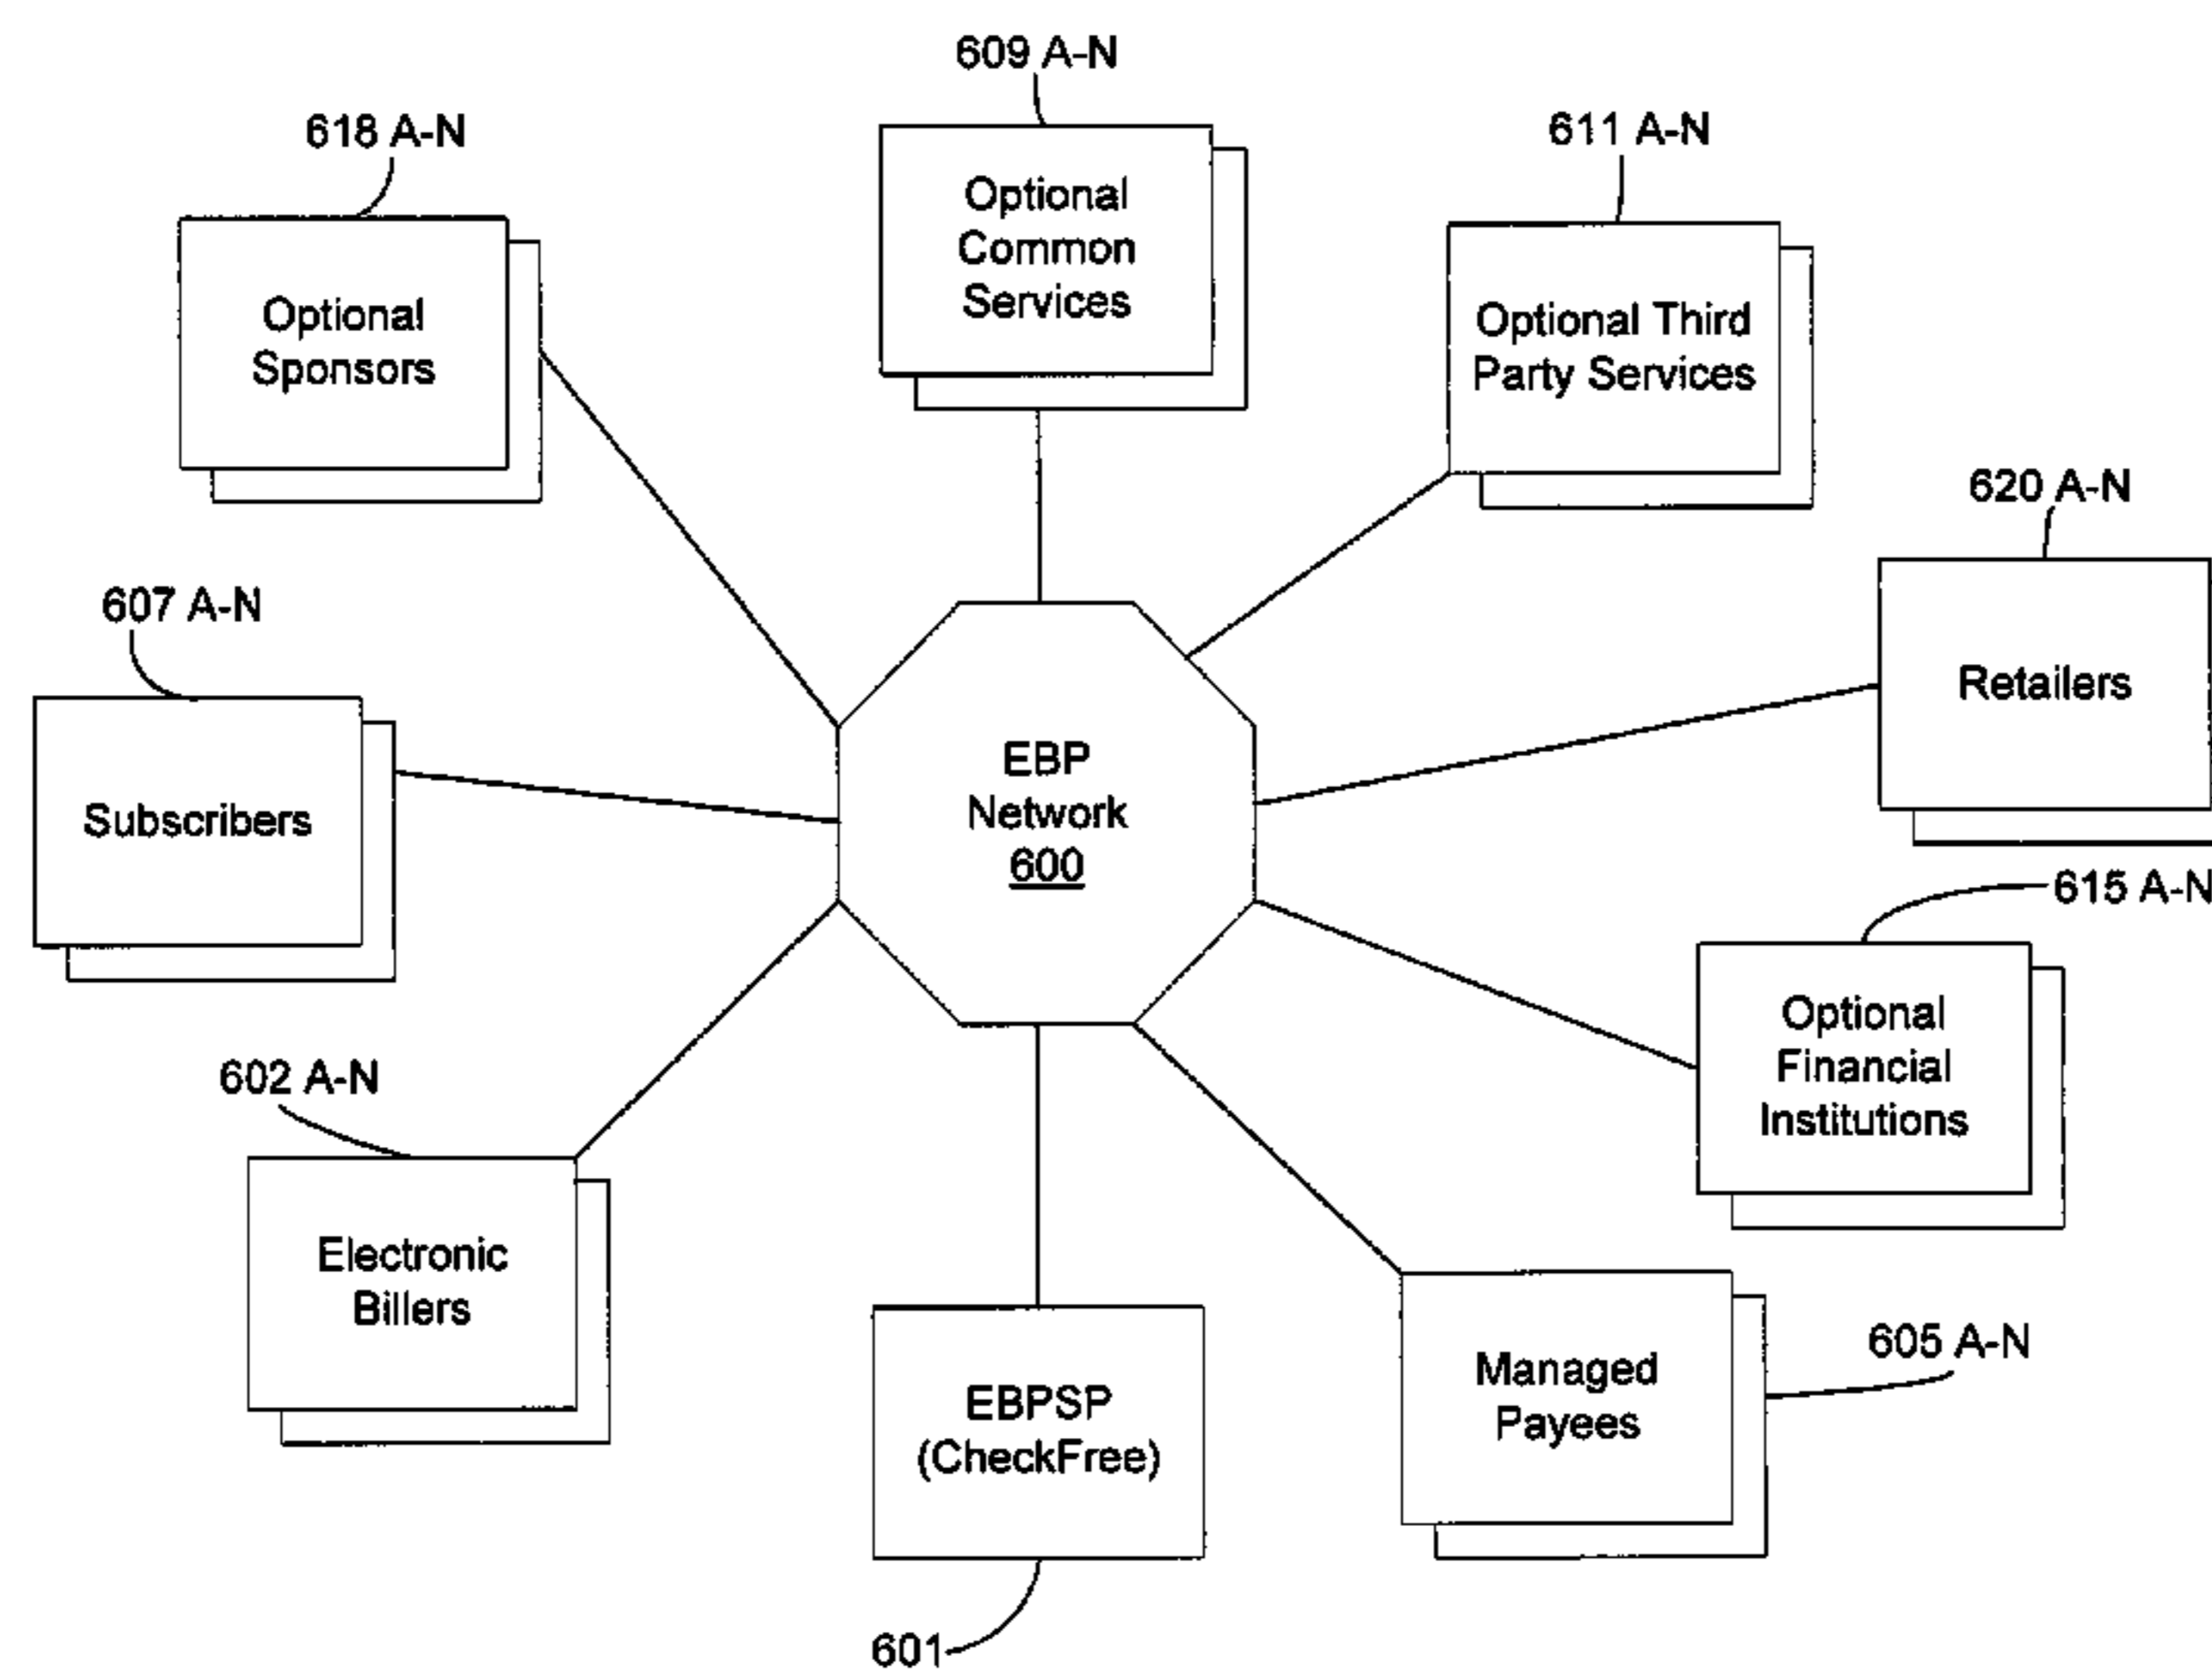 609 A-N
618 A-N
611 A-N
Optional
Common
Services
Optional
Sponsors
Optional Third
Party Services
620 A-N
607 A-N
Retailers
Subscribers
EBP
Network
600
615 A-N
Optional
Financial
Institutions
602 A-N
Electronic
Billers
EBPSP
(CheckFree)
Managed
Payees
605 A-N
601